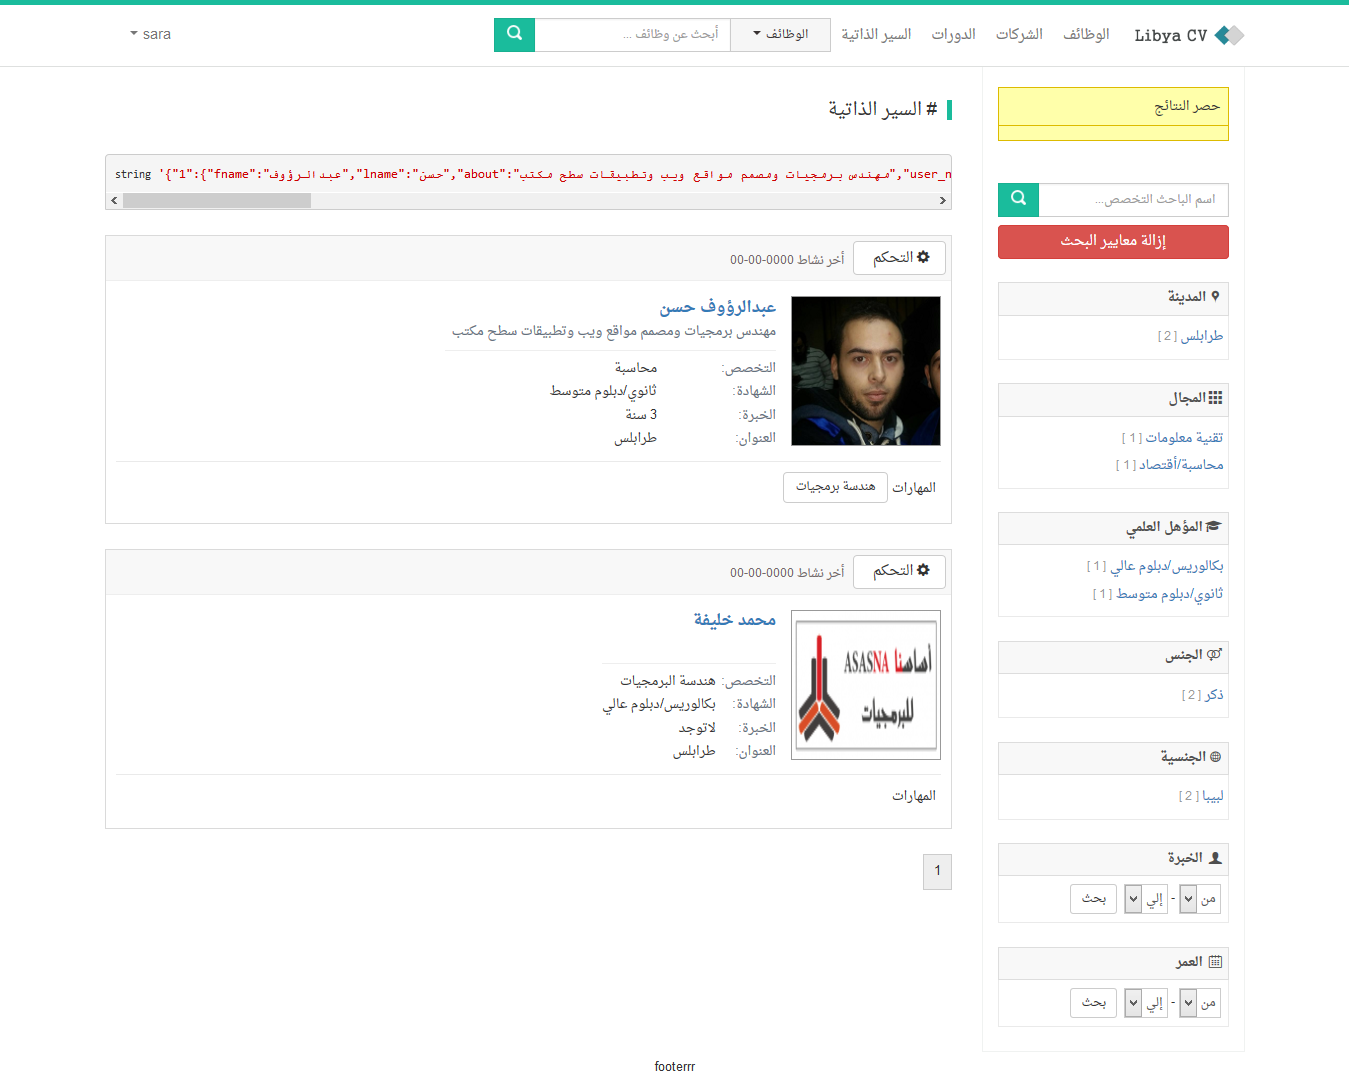 Libya CV
الوظائف
الشركات
الدورات
السير الذاتية
الوظائف
أبحث عن وظائف ...
sara
حصر النتائج
اسم الباحث التخصص...
إزالة معايير البحث
المدينة
طرابلس [ 2 ]
المجال
تقنية معلومات [ 1 ]
محاسبة/أقتصاد [ 1 ]
المؤهل العلمي
بكالوريس/دبلوم عالي [ 1 ]
ثانوي/دبلوم متوسط [ 1 ]
الجنس
ذكر [ 2 ]
الجنسية
ليبيا [ 2 ]
الخبرة
من - إلي بحث
العمر
من - إلي بحث
# السير الذاتية
string '{"1":{"fname":"عبدالرؤوف","lname":"حسن","about":"مهندس برمجيات ومصمم مواقع ويب وتطبيقات سطح مكتب","user_n
التحكم أخر نشاط 0000-00-00
عبدالرؤوف حسن
مهندس برمجيات ومصمم مواقع ويب وتطبيقات سطح مكتب
التخصص: محاسبة
الشهادة: ثانوي/دبلوم متوسط
الخبرة: 3 سنة
العنوان: طرابلس
المهارات هندسة برمجيات
التحكم أخر نشاط 0000-00-00
محمد خليفة
أساسنا ASASNA
للبرمجيات
التخصص: هندسة البرمجيات
الشهادة: بكالوريس/دبلوم عالي
الخبرة: لاتوجد
العنوان: طرابلس
المهارات
1
footerrr